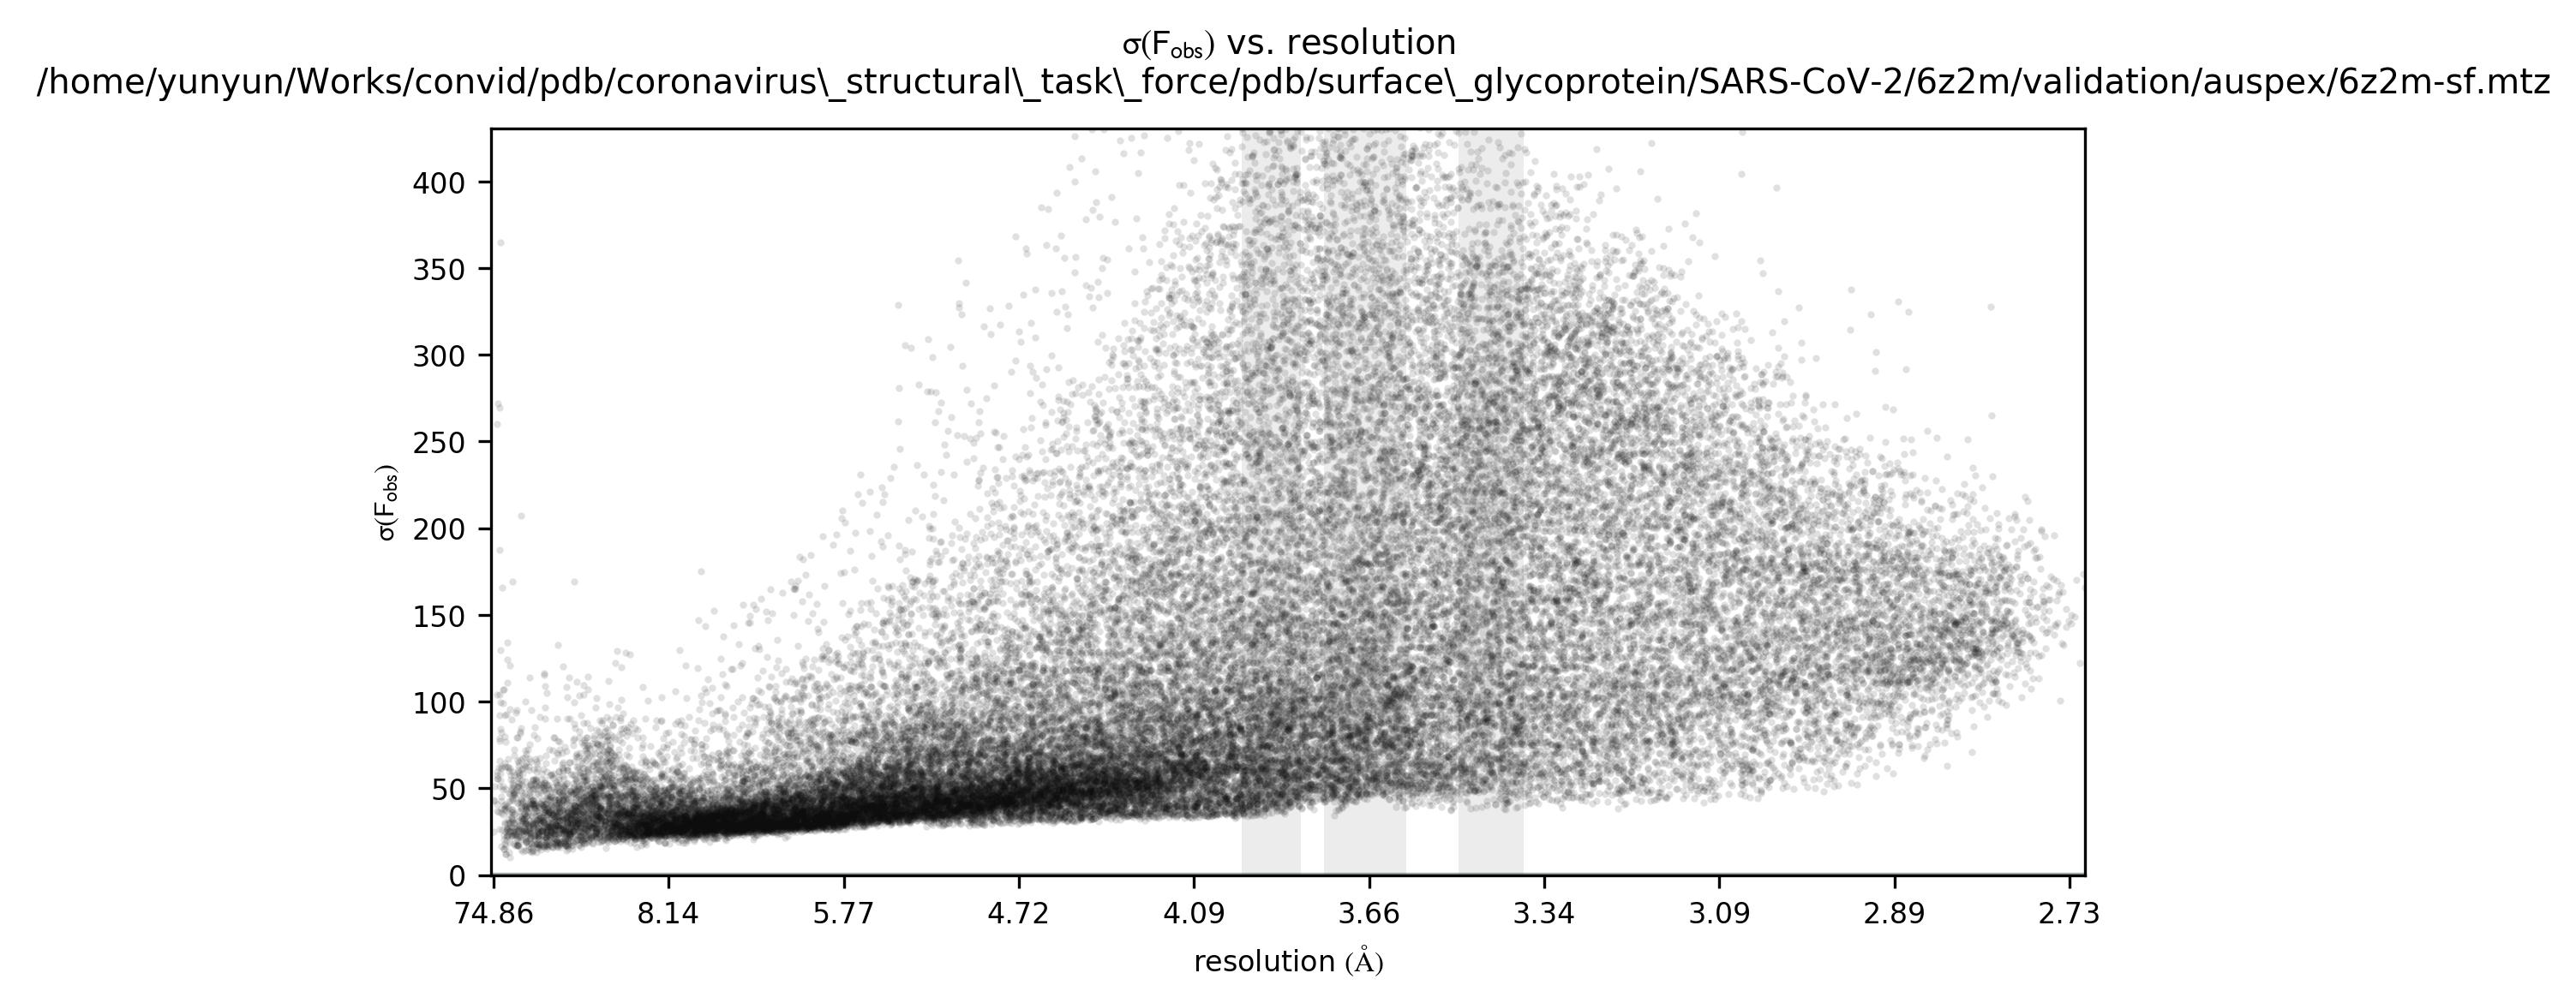 σ(Fobs) vs. resolution
/home/yunyun/Works/convid/pdb/coronavirus\_structural\_task\_force/pdb/surface\_glycoprotein/SARS-CoV-2/6z2m/validation/auspex/6z2m-sf.mtz
σ(Fobs)
400
350
300
250
200
150
100
50
0
74.86 8.14 5.77 4.72 4.09 3.66 3.34 3.09 2.89 2.73
resolution (Å)